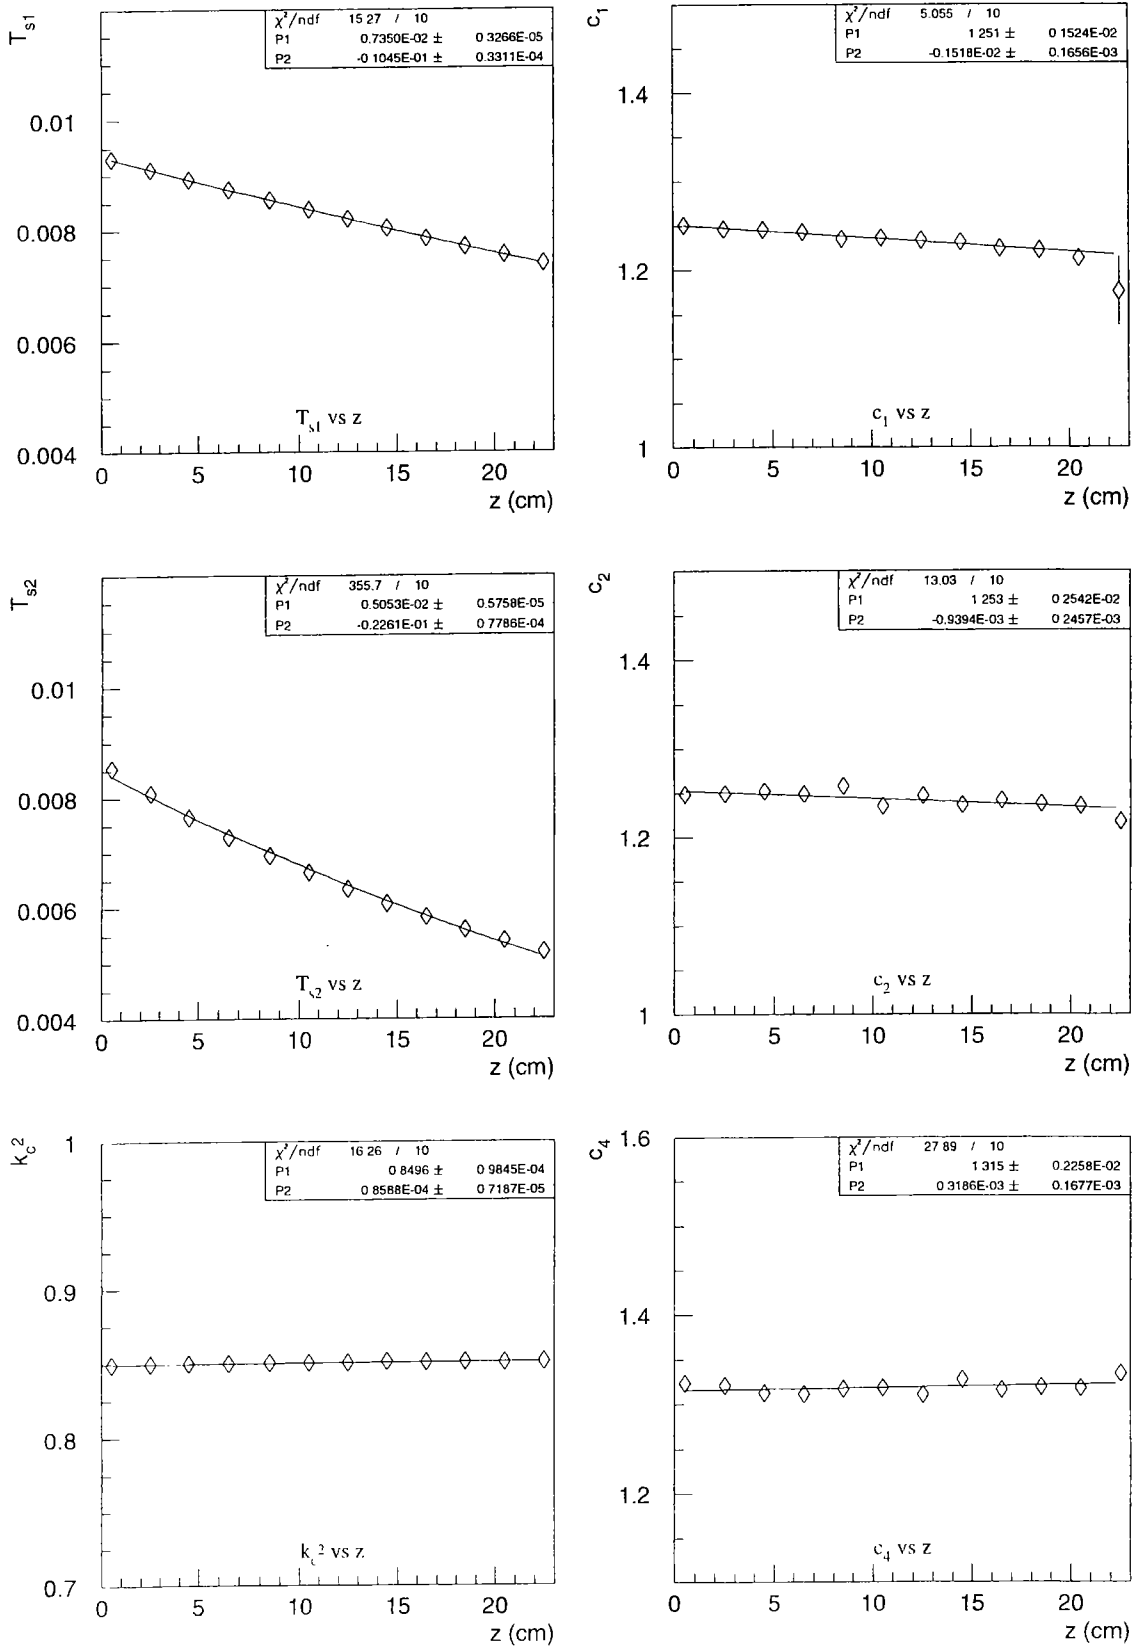 T_s1
χ²/ndf 15 27 / 10
P1 0.7350E-02 ± 0 3266E-05
P2 -0 1045E-01 ± 0.3311E-04
0.01
0.008
0.006
0.004
T_s1 vs z
0 5 10 15 20
z (cm)
c_1
χ²/ndf 5.055 / 10
P1 1 251 ± 0.1524E-02
P2 -0.1518E-02 ± 0.1656E-03
1.4
1.2
1
c_1 vs z
0 5 10 15 20
z (cm)
T_s2
χ²/ndf 355.7 / 10
P1 0.5053E-02 ± 0.5758E-05
P2 -0.2261E-01 ± 0.7786E-04
0.01
0.008
0.006
0.004
T_s2 vs z
0 5 10 15 20
z (cm)
c_2
χ²/ndf 13.03 / 10
P1 1 253 ± 0.2542E-02
P2 -0.9394E-03 ± 0.2457E-03
1.4
1.2
1
c_2 vs z
0 5 10 15 20
z (cm)
k_c^2
χ²/ndf 16 26 / 10
P1 0 8496 ± 0 9845E-04
P2 0 8588E-04 ± 0 7187E-05
1
0.9
0.8
0.7
k_c^2 vs z
0 5 10 15 20
z (cm)
c_4
χ²/ndf 27 89 / 10
P1 1 315 ± 0.2258E-02
P2 0 3186E-03 ± 0.1677E-03
1.6
1.4
1.2
c_4 vs z
0 5 10 15 20
z (cm)